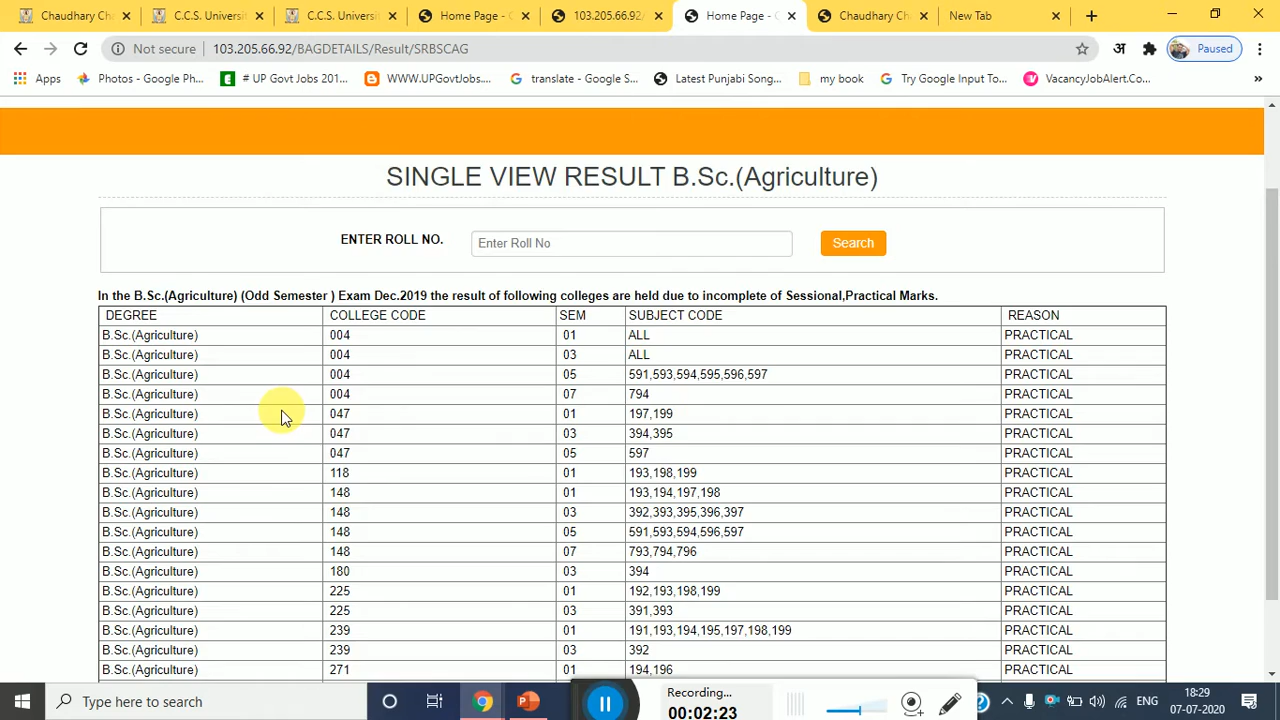 Chaudhary Cha
C.C.S. Universit
C.C.S. Universit
Home Page - C
103.205.66.92/
Home Page - C
Chaudhary Ch
New Tab
Not secure
103.205.66.92/BAGDETAILS/Result/SRBSCAG
अ
Paused
Apps
Photos - Google Ph...
# UP Govt Jobs 201...
WWW.UPGovtJobs....
translate - Google S...
Latest Punjabi Song...
my book
Try Google Input To...
VacancyJobAlert.Co...
SINGLE VIEW RESULT B.Sc.(Agriculture)
ENTER ROLL NO.
Enter Roll No
Search
In the B.Sc.(Agriculture) (Odd Semester ) Exam Dec.2019 the result of following colleges are held due to incomplete of Sessional,Practical Marks.
DEGREE COLLEGE CODE SEM SUBJECT CODE REASON
B.Sc.(Agriculture) 004 01 ALL PRACTICAL
B.Sc.(Agriculture) 004 03 ALL PRACTICAL
B.Sc.(Agriculture) 004 05 591,593,594,595,596,597 PRACTICAL
B.Sc.(Agriculture) 004 07 794 PRACTICAL
B.Sc.(Agriculture) 047 01 197,199 PRACTICAL
B.Sc.(Agriculture) 047 03 394,395 PRACTICAL
B.Sc.(Agriculture) 047 05 597 PRACTICAL
B.Sc.(Agriculture) 118 01 193,198,199 PRACTICAL
B.Sc.(Agriculture) 148 01 193,194,197,198 PRACTICAL
B.Sc.(Agriculture) 148 03 392,393,395,396,397 PRACTICAL
B.Sc.(Agriculture) 148 05 591,593,594,596,597 PRACTICAL
B.Sc.(Agriculture) 148 07 793,794,796 PRACTICAL
B.Sc.(Agriculture) 180 03 394 PRACTICAL
B.Sc.(Agriculture) 225 01 192,193,198,199 PRACTICAL
B.Sc.(Agriculture) 225 03 391,393 PRACTICAL
B.Sc.(Agriculture) 239 01 191,193,194,195,197,198,199 PRACTICAL
B.Sc.(Agriculture) 239 03 392 PRACTICAL
B.Sc.(Agriculture) 271 01 194,196 PRACTICAL
Type here to search
Recording...
00:02:23
ENG
18:29
07-07-2020